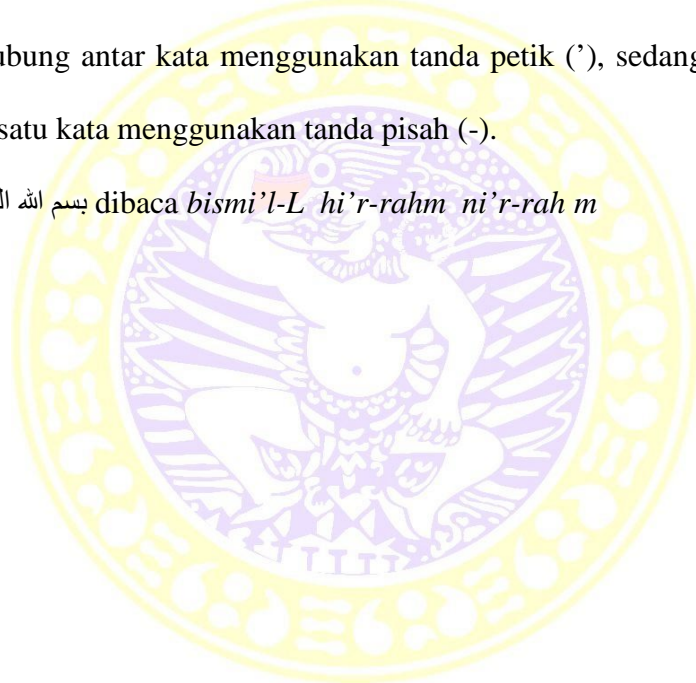 ubung antar kata menggunakan tanda petik (’), sedang
satu kata menggunakan tanda pisah (-).
بسم الله ال dibaca bismi’l-L hi’r-rahm ni’r-rah m